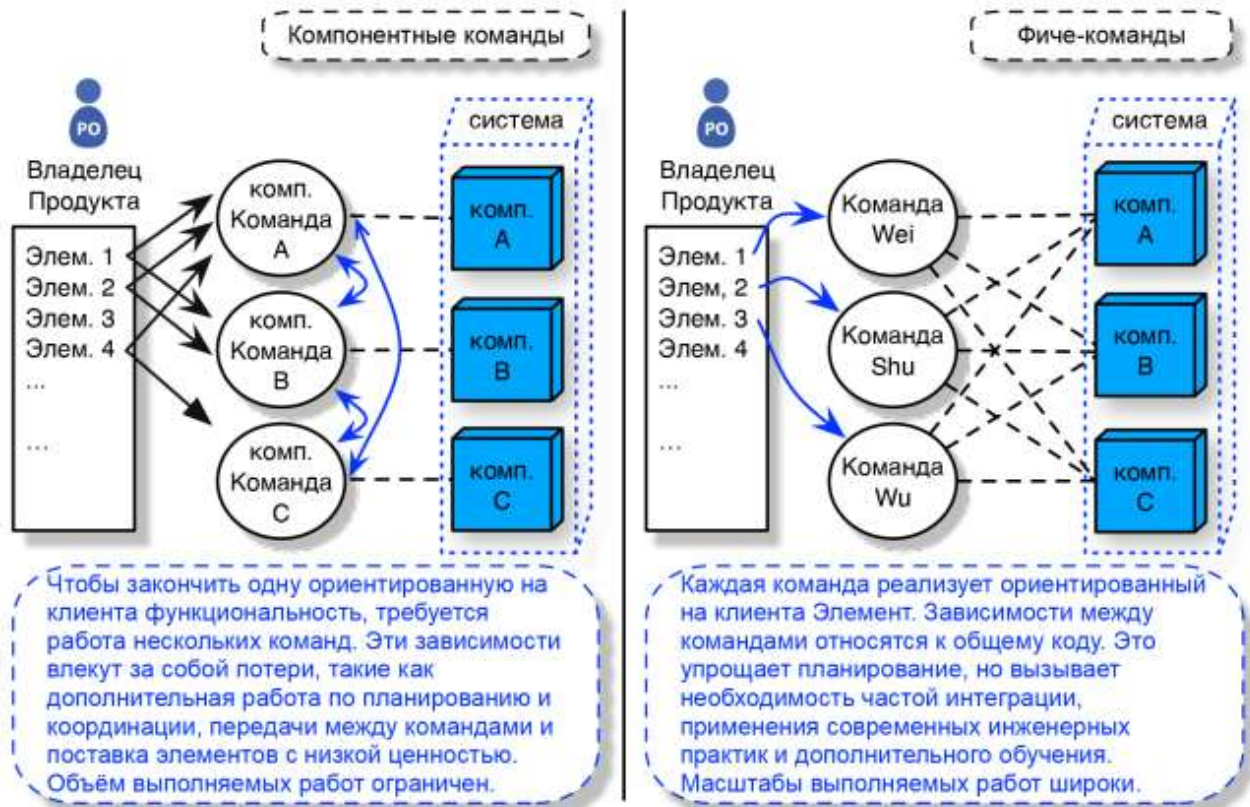 Компонентные команды
PO
Владелец
Продукта
Элем. 1
Элем. 2
Элем. 3
Элем. 4
...
...
комп.
Команда
A
комп.
Команда
B
комп.
Команда
C
система
комп.
A
комп.
B
комп.
C
Чтобы закончить одну ориентированную на
клиента функциональность, требуется
работа нескольких команд. Эти зависимости
влекут за собой потери, такие как
дополнительная работа по планированию и
координации, передачи между командами и
поставка элементов с низкой ценностью.
Объём выполняемых работ ограничен.
Фиче-команды
PO
Владелец
Продукта
Элем. 1
Элем, 2
Элем. 3
Элем. 4
...
...
Команда
Wei
Команда
Shu
Команда
Wu
система
комп.
A
комп.
B
комп.
C
Каждая команда реализует ориентированный
на клиента Элемент. Зависимости между
командами относятся к общему коду. Это
упрощает планирование, но вызывает
необходимость частой интеграции,
применения современных инженерных
практик и дополнительного обучения.
Масштабы выполняемых работ широки.